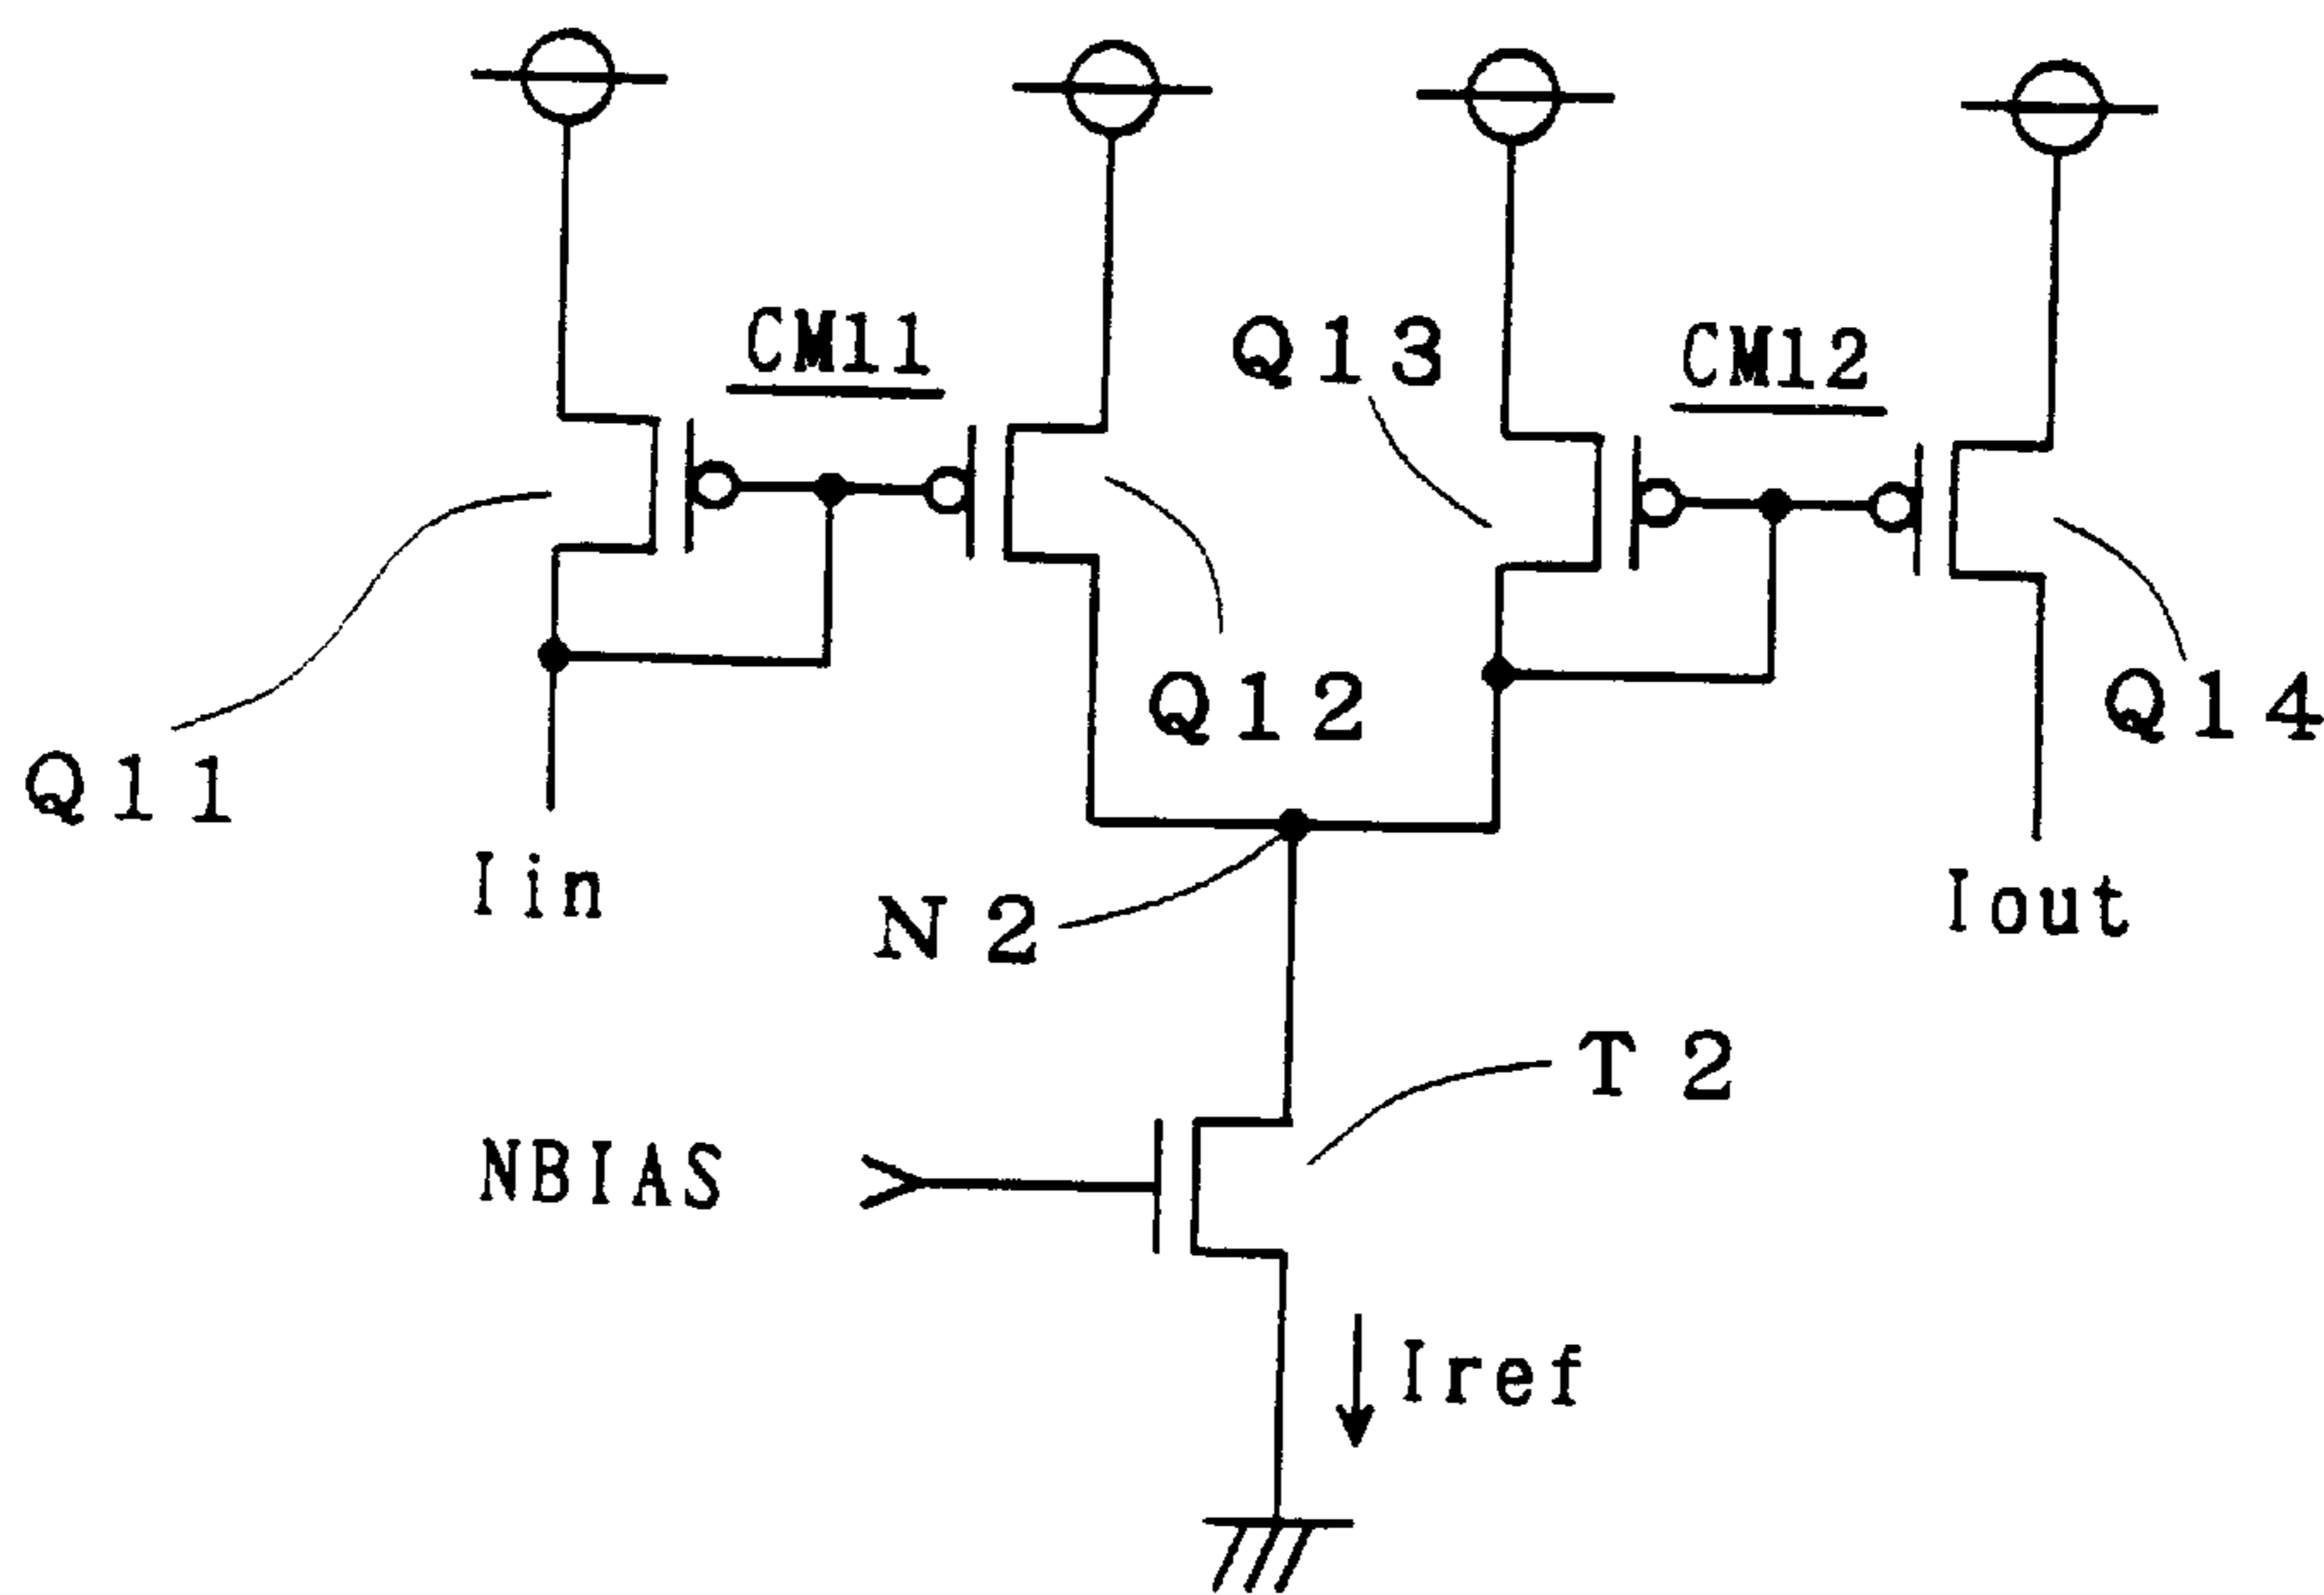 CM11
Q13
CM12
Q11
Q12
Q14
Iin
N2
Iout
T2
NBIAS
Iref